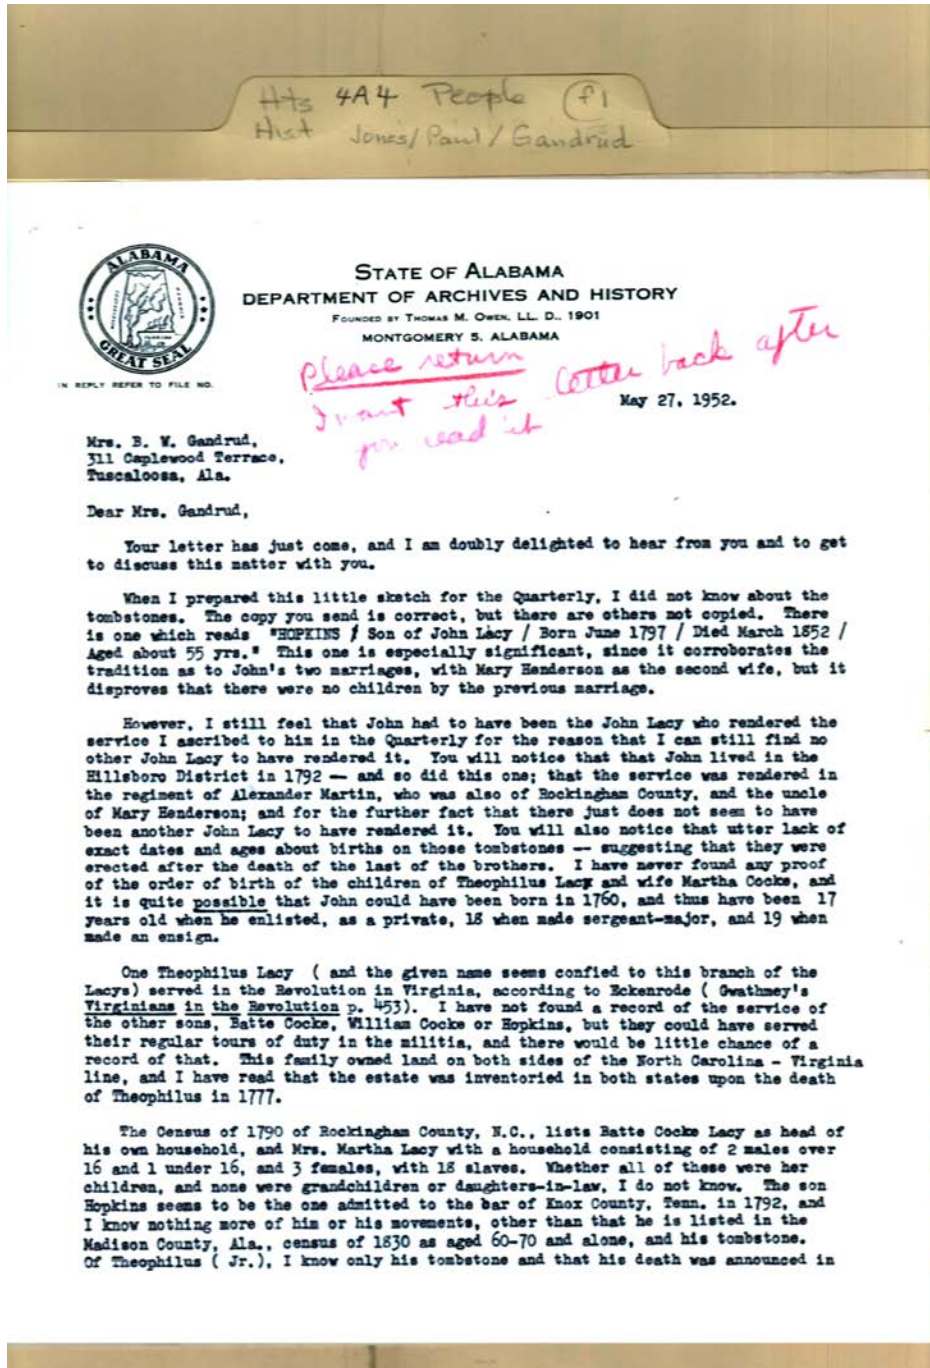 Hts 4A4 People f1
Hist Jones/Paul/Gandrud
ALABAMA
GREAT SEAL
STATE OF ALABAMA
DEPARTMENT OF ARCHIVES AND HISTORY
FOUNDED BY THOMAS M. OWEN, LL. D., 1901
MONTGOMERY 5, ALABAMA
IN REPLY REFER TO FILE NO.
Please return
I want this letter back after
you read it
May 27, 1952.
Mrs. B. W. Gandrud,
311 Caplewood Terrace,
Tuscaloosa, Ala.
Dear Mrs. Gandrud,
Your letter has just come, and I am doubly delighted to hear from you and to get
to discuss this matter with you.
When I prepared this little sketch for the Quarterly, I did not know about the
tombstones. The copy you send is correct, but there are others not copied. There
is one which reads "HOPKINS / Son of John Lacy / Born June 1797 / Died March 1852 /
Aged about 55 yrs." This one is especially significant, since it corroborates the
tradition as to John's two marriages, with Mary Henderson as the second wife, but it
disproves that there were no children by the previous marriage.
However, I still feel that John had to have been the John Lacy who rendered the
service I ascribed to him in the Quarterly for the reason that I can still find no
other John Lacy to have rendered it. You will notice that that John lived in the
Hillsboro District in 1792 — and so did this one; that the service was rendered in
the regiment of Alexander Martin, who was also of Rockingham County, and the uncle
of Mary Henderson; and for the further fact that there just does not seem to have
been another John Lacy to have rendered it. You will also notice that utter lack of
exact dates and ages about births on those tombstones — suggesting that they were
erected after the death of the last of the brothers. I have never found any proof
of the order of birth of the children of Theophilus Lacy and wife Martha Cocke, and
it is quite possible that John could have been born in 1760, and thus have been 17
years old when he enlisted, as a private, 18 when made sergeant-major, and 19 when
made an ensign.
One Theophilus Lacy ( and the given name seems confied to this branch of the
Lacys) served in the Revolution in Virginia, according to Eckenrode ( Gwathmey's
Virginians in the Revolution p. 453). I have not found a record of the service of
the other sons, Batte Cocke, William Cocke or Hopkins, but they could have served
their regular tours of duty in the militia, and there would be little chance of a
record of that. This family owned land on both sides of the North Carolina - Virginia
line, and I have read that the estate was inventoried in both states upon the death
of Theophilus in 1777.
The Census of 1790 of Rockingham County, N.C., lists Batte Cocke Lacy as head of
his own household, and Mrs. Martha Lacy with a household consisting of 2 males over
16 and 1 under 16, and 3 females, with 18 slaves. Whether all of these were her
children, and none were grandchildren or daughters-in-law, I do not know. The son
Hopkins seems to be the one admitted to the bar of Knox County, Tenn. in 1792, and
I know nothing more of him or his movements, other than that he is listed in the
Madison County, Ala., census of 1830 as aged 60-70 and alone, and his tombstone.
Of Theophilus ( Jr.), I know only his tombstone and that his death was announced in